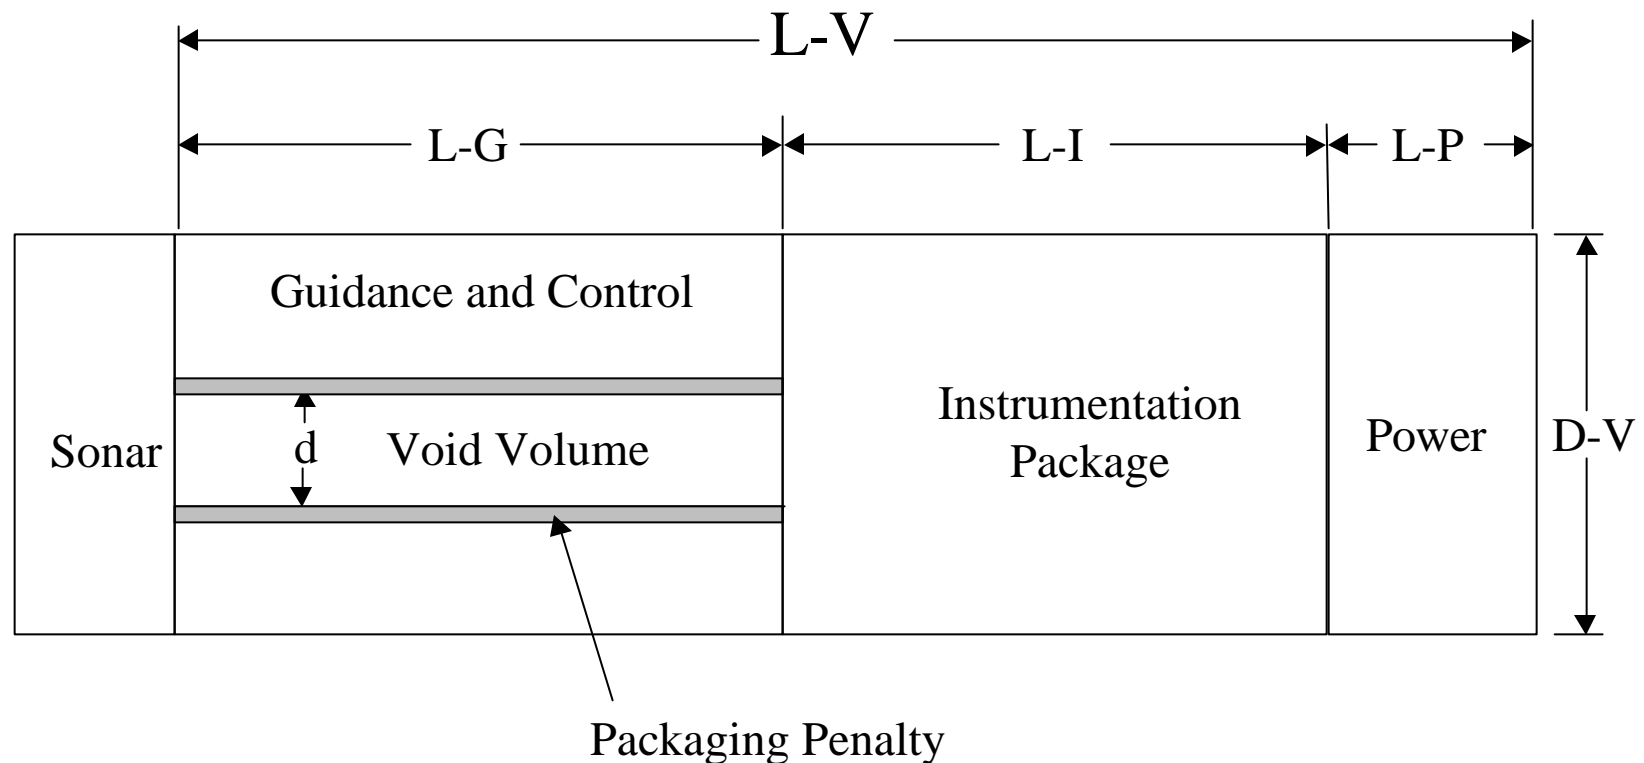 L-V
L-G
L-I
L-P
Guidance and Control
Sonar
d
Void Volume
Instrumentation
Package
Power
D-V
Packaging Penalty